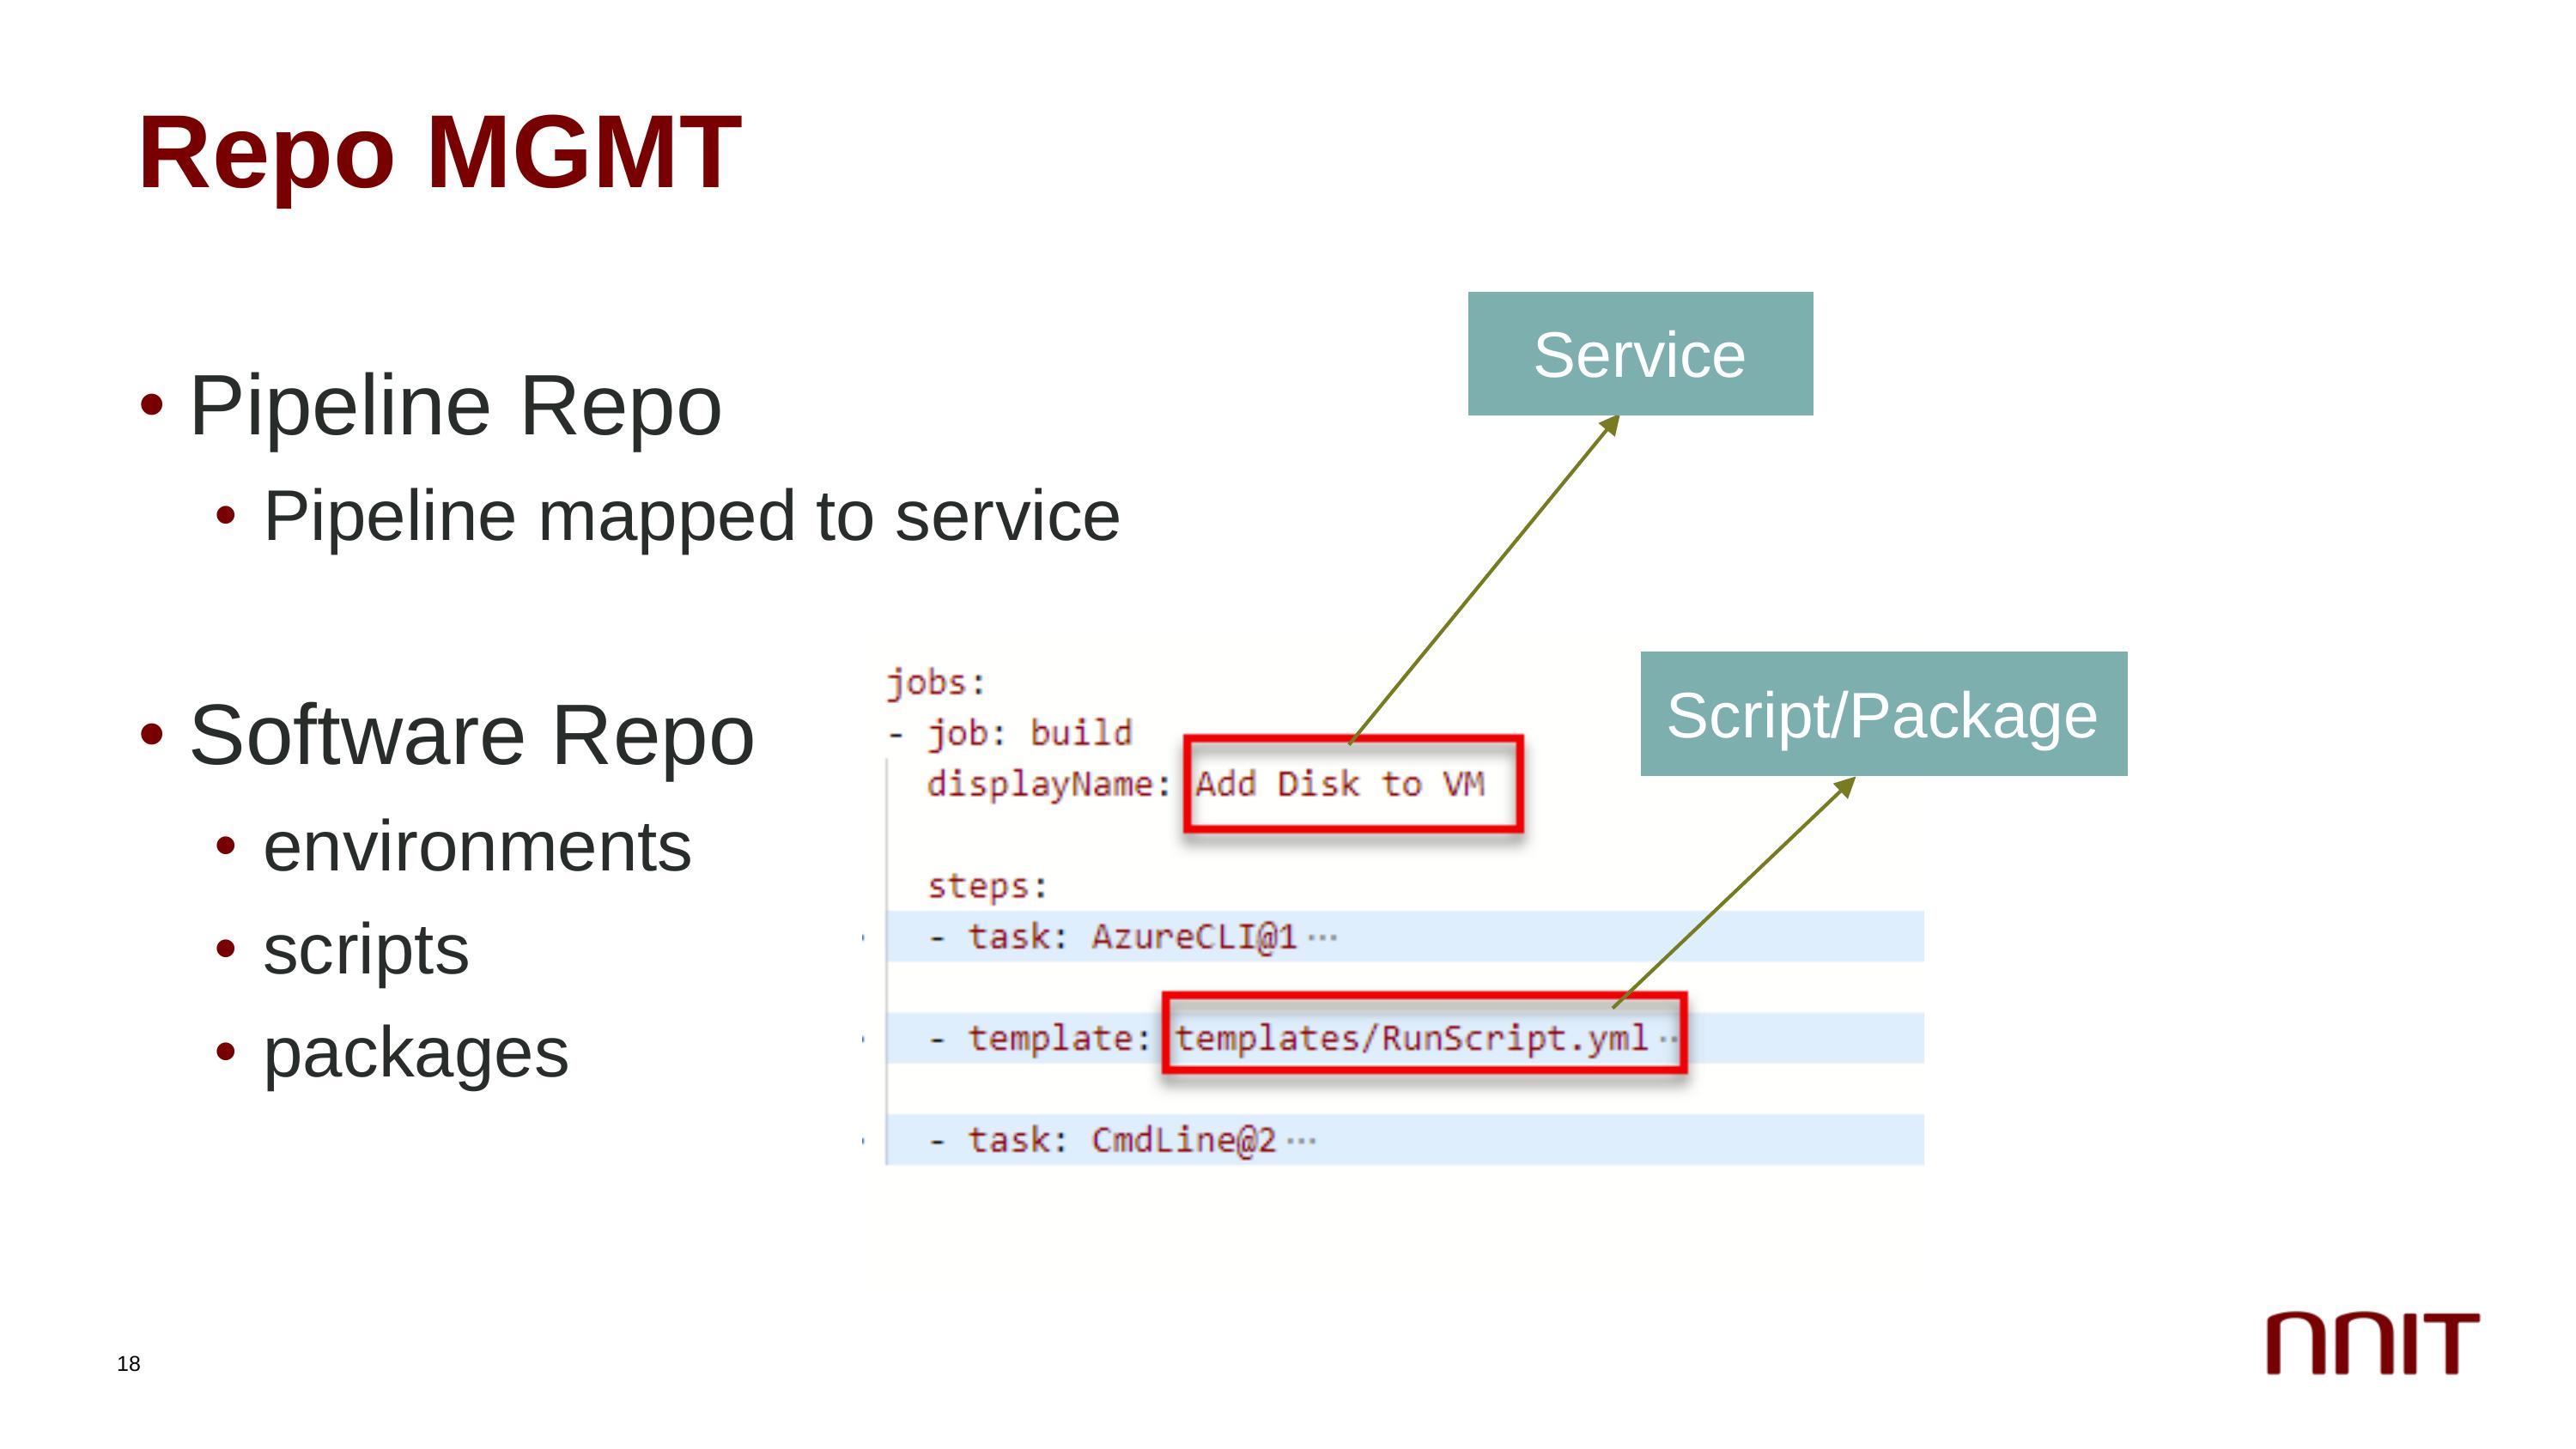 Repo MGMT
• Pipeline Repo
• Pipeline mapped to service
• Software Repo
• environments
• scripts
• packages
Service
Script/Package
jobs:
- job: build
displayName: Add Disk to VM
steps:
- task: AzureCLI@1 ...
- template: templates/RunScript.yml ..
- task: CmdLine@2 ...
18
nnIT